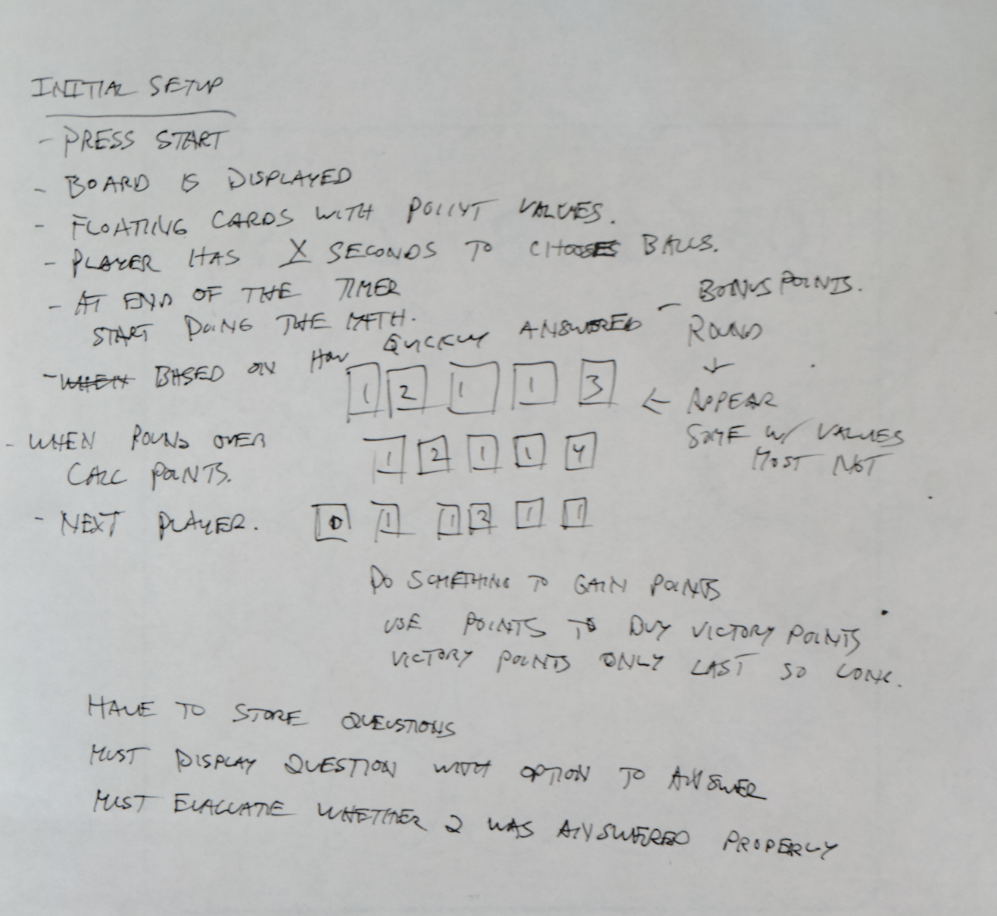 INITIAL SETUP
- PRESS START
- BOARD IS DISPLAYED
- FLOATING CARDS WITH POINT VALUES.
- PLAYER HAS X SECONDS TO CHOOSE BALLS.
- AT END OF THE TIMER
START DOING THE MATH.
- WHEN BASED ON HOW QUICKLY ANSWERED - BONUS POINTS.
ROUND
↓
1 2 1 1 3 ← APPEAR
SOME W/ VALUES
MOST NOT
- WHEN ROUND OVER
CALC POINTS.
1 2 1 1 4
- NEXT PLAYER.
0 1 1 2 1 1
DO SOMETHING TO GAIN POINTS
USE POINTS TO BUY VICTORY POINTS
VICTORY POINTS ONLY LAST SO LONG.
HAVE TO STORE QUEUSTIONS
MUST DISPLAY QUESTION WITH OPTION TO ANSWER
MUST EVALUATE WHETHER Q WAS ANSWERED PROPERLY